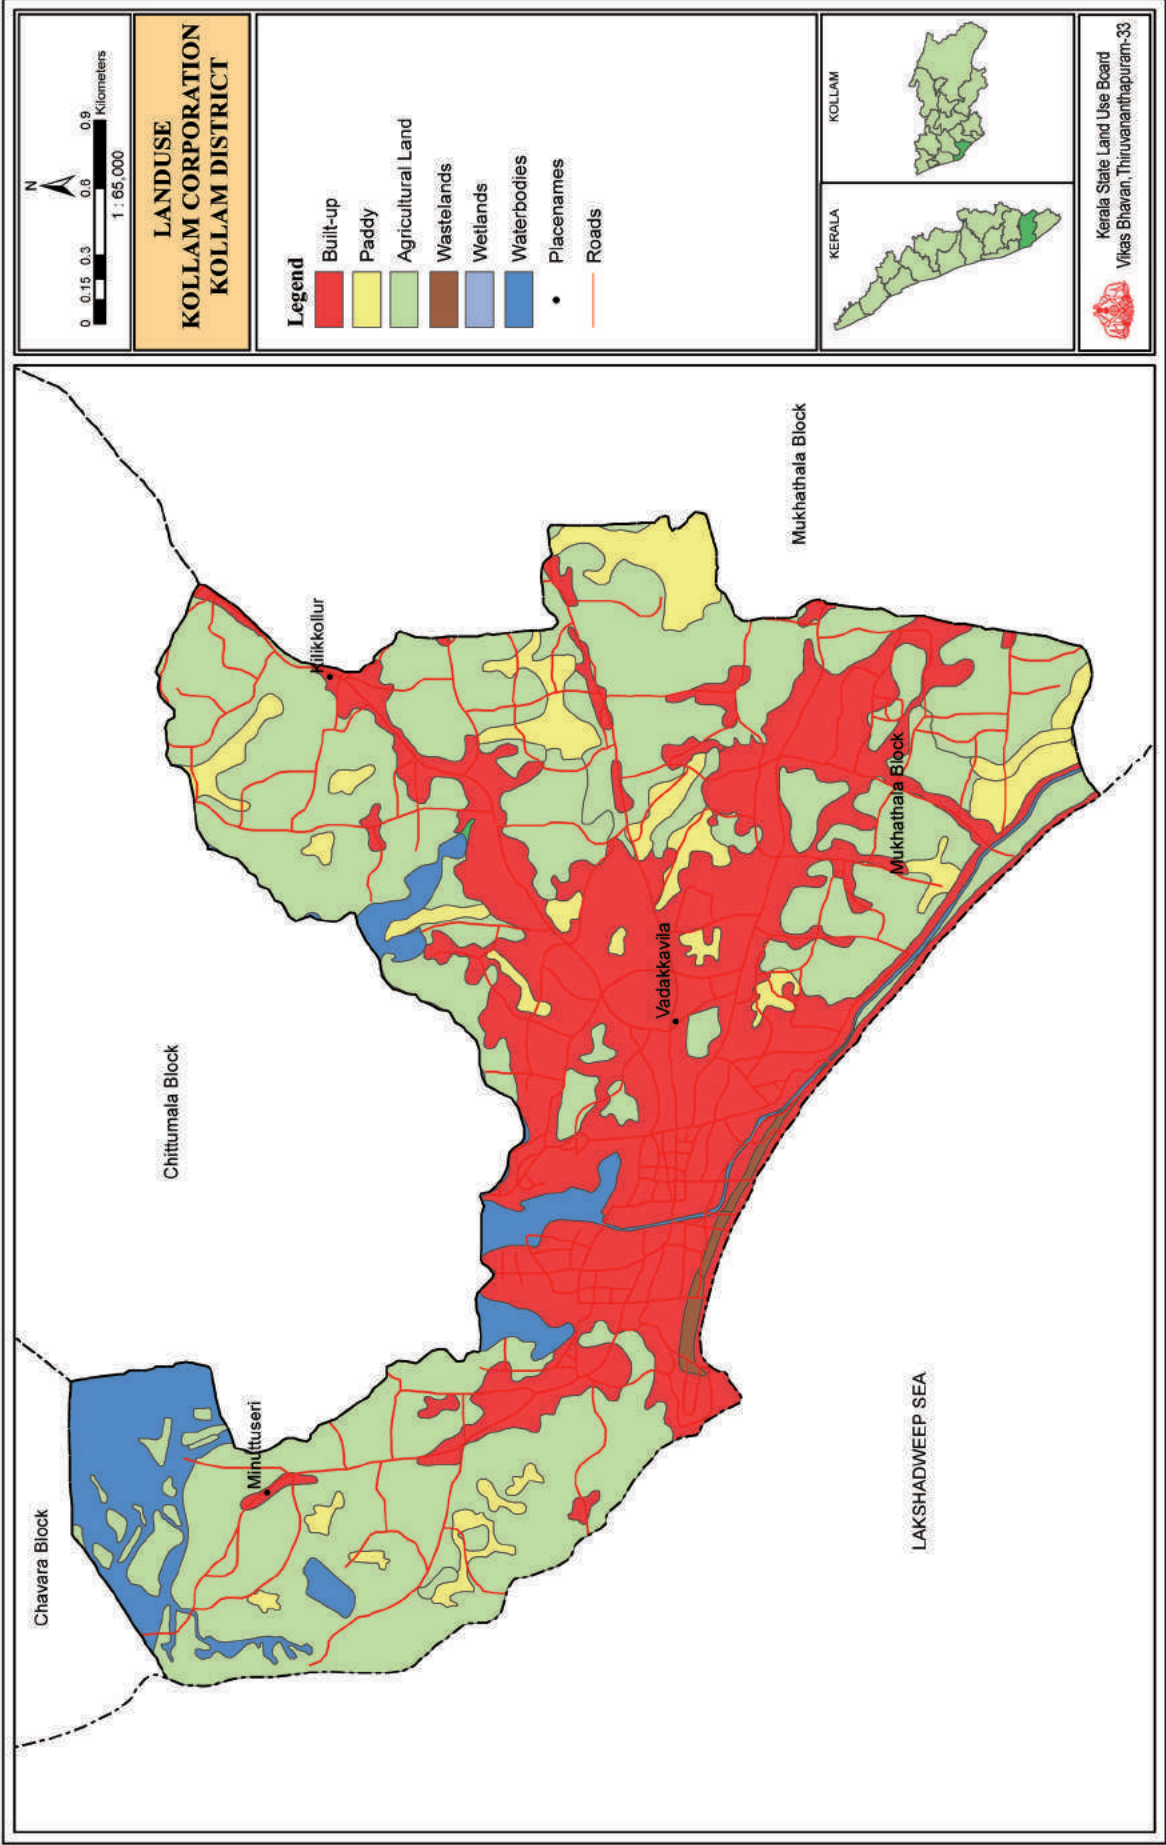 N
0 0.15 0.3 0.6 0.9
Kilometers
1 : 65,000
LANDUSE
KOLLAM CORPORATION
KOLLAM DISTRICT
Legend
Built-up
Paddy
Agricultural Land
Wastelands
Wetlands
Waterbodies
Placenames
Roads
KERALA
KOLLAM
Kerala State Land Use Board
Vikas Bhavan,Thiruvananthapuram-33
Chavara Block
Chittumala Block
Minuttuseri
Kilikkollur
Vadakkavila
Mukhathala Block
Mukhathala Block
LAKSHADWEEP SEA